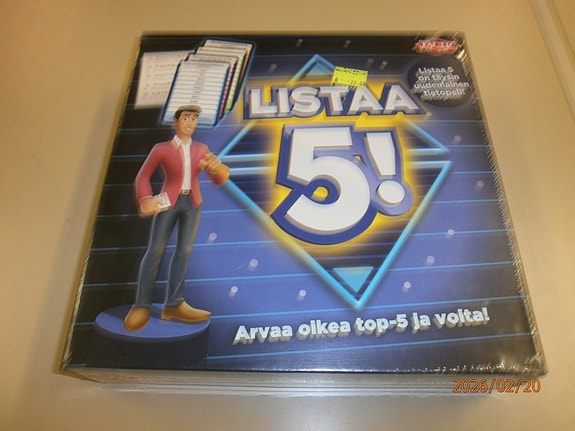 TACTIC
Listaa 5
on täysin
uudenlainen
tietopeli!
LISTAA
5!
Arvaa oikea top-5 ja voita!
2026/02/20